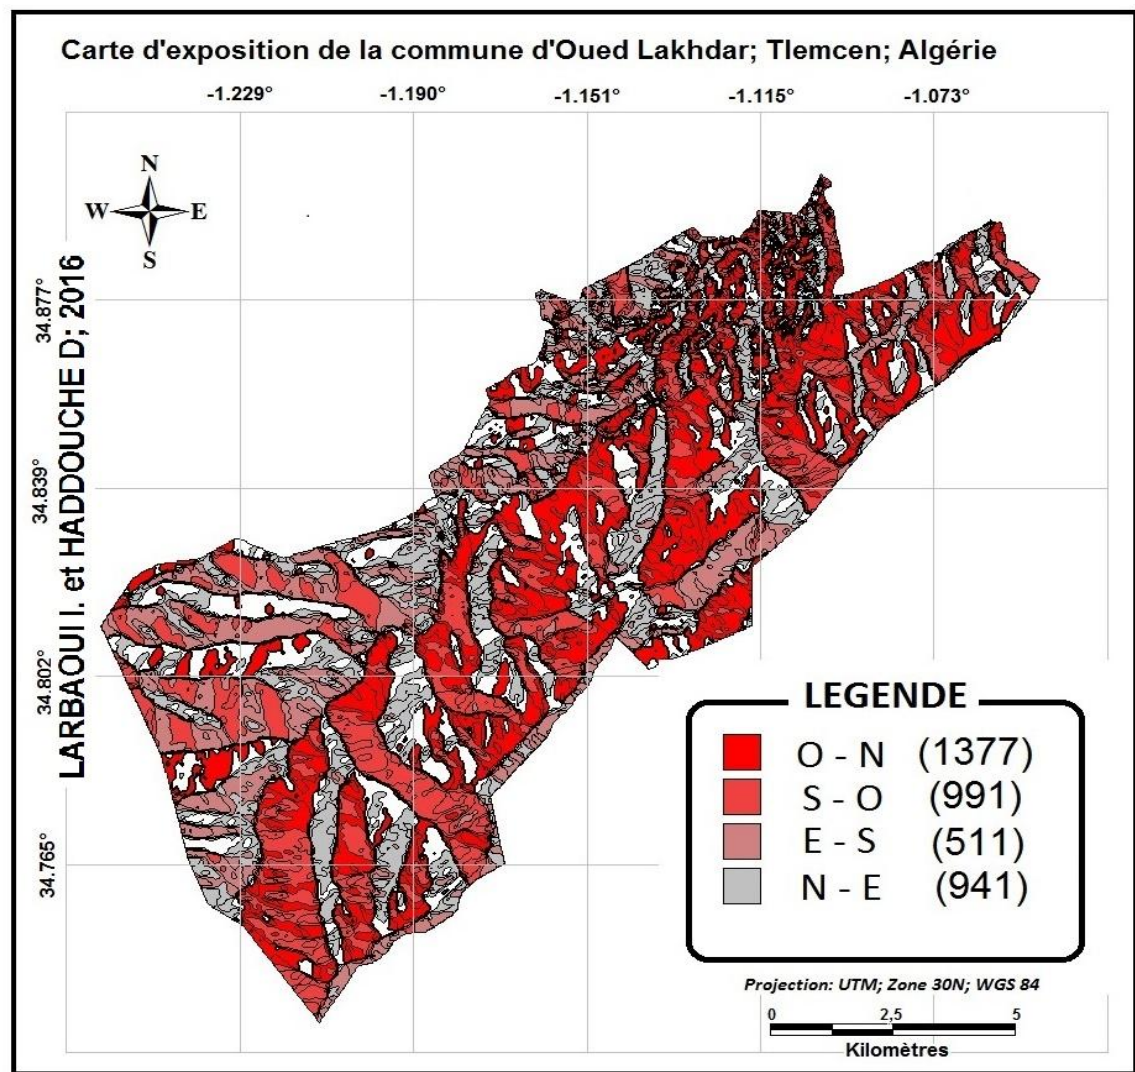 Carte d'exposition de la commune d'Oued Lakhdar; Tlemcen; Algérie
-1.229° -1.190° -1.151° -1.115° -1.073°
N
W E
S
34.877°
34.839°
34.802°
34.765°
LARBAOUI I. et HADDOUCHE D; 2016
LEGENDE
O - N (1377)
S - O (991)
E - S (511)
N - E (941)
Projection: UTM; Zone 30N; WGS 84
0 2,5 5
Kilomètres